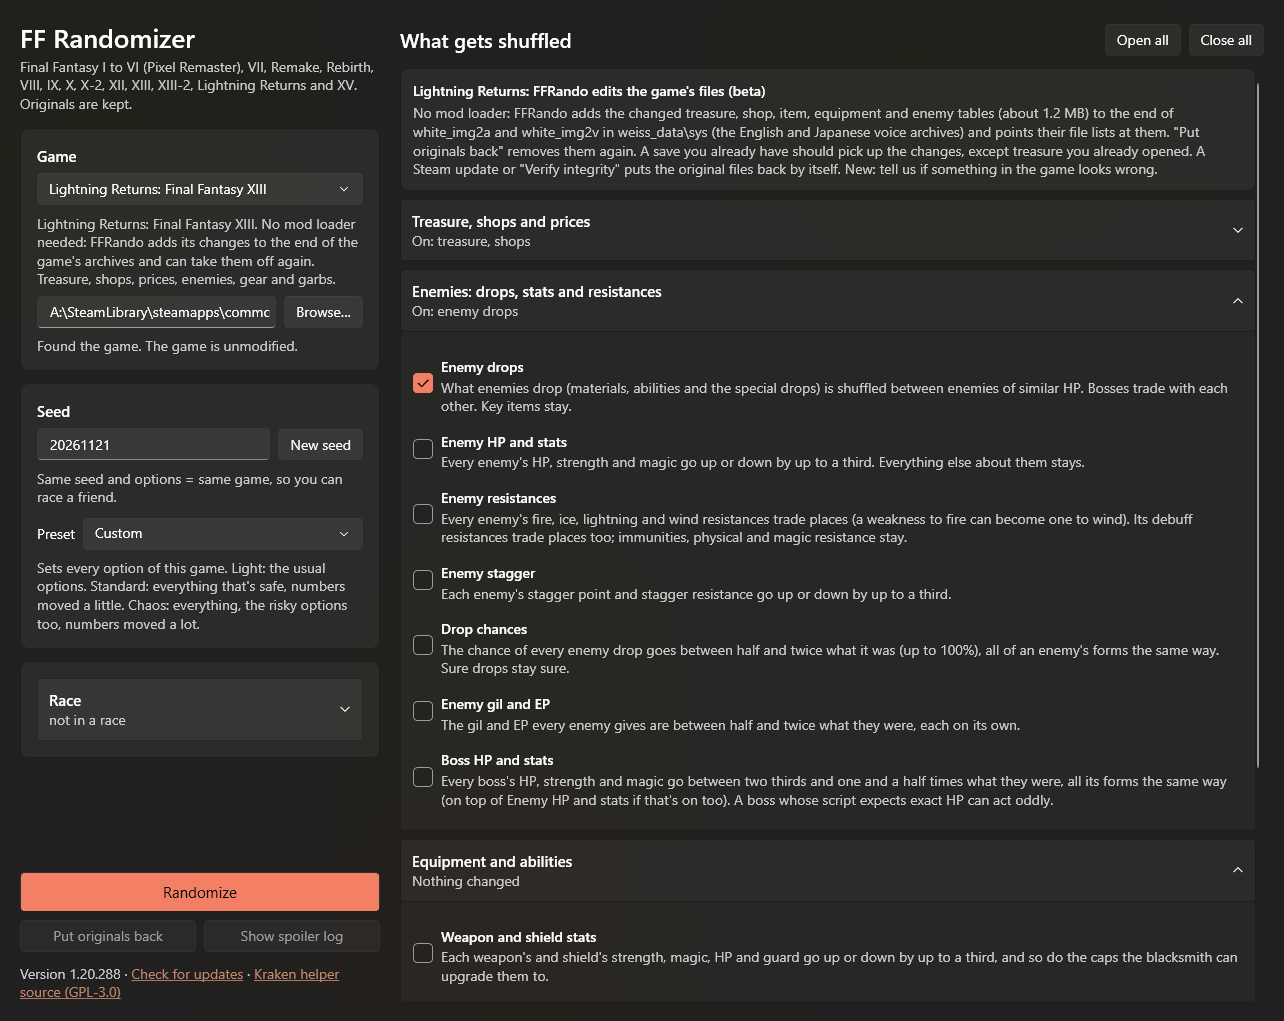 FF Randomizer
Final Fantasy I to VI (Pixel Remaster), VII, Remake, Rebirth,
VIII, IX, X, X-2, XII, XIII, XIII-2, Lightning Returns and XV.
Originals are kept.
Game
Lightning Returns: Final Fantasy XIII
Lightning Returns: Final Fantasy XIII. No mod loader
needed: FFRando adds its changes to the end of the
game's archives and can take them off again.
Treasure, shops, prices, enemies, gear and garbs.
A:\SteamLibrary\steamapps\commc
Browse...
Found the game. The game is unmodified.
Seed
20261121
New seed
Same seed and options = same game, so you can
race a friend.
Preset
Custom
Sets every option of this game. Light: the usual
options. Standard: everything that's safe, numbers
moved a little. Chaos: everything, the risky options
too, numbers moved a lot.
Race
not in a race
Randomize
Put originals back
Show spoiler log
Version 1.20.288 · Check for updates · Kraken helper
source (GPL-3.0)
What gets shuffled
Open all
Close all
Lightning Returns: FFRando edits the game's files (beta)
No mod loader: FFRando adds the changed treasure, shop, item, equipment and enemy tables (about 1.2 MB) to the end of
white_img2a and white_img2v in weiss_data\sys (the English and Japanese voice archives) and points their file lists at them. "Put
originals back" removes them again. A save you already have should pick up the changes, except treasure you already opened. A
Steam update or "Verify integrity" puts the original files back by itself. New: tell us if something in the game looks wrong.
Treasure, shops and prices
On: treasure, shops
Enemies: drops, stats and resistances
On: enemy drops
Enemy drops
What enemies drop (materials, abilities and the special drops) is shuffled between enemies of similar HP. Bosses trade with each
other. Key items stay.
Enemy HP and stats
Every enemy's HP, strength and magic go up or down by up to a third. Everything else about them stays.
Enemy resistances
Every enemy's fire, ice, lightning and wind resistances trade places (a weakness to fire can become one to wind). Its debuff
resistances trade places too; immunities, physical and magic resistance stay.
Enemy stagger
Each enemy's stagger point and stagger resistance go up or down by up to a third.
Drop chances
The chance of every enemy drop goes between half and twice what it was (up to 100%), all of an enemy's forms the same way.
Sure drops stay sure.
Enemy gil and EP
The gil and EP every enemy gives are between half and twice what they were, each on its own.
Boss HP and stats
Every boss's HP, strength and magic go between two thirds and one and a half times what they were, all its forms the same way
(on top of Enemy HP and stats if that's on too). A boss whose script expects exact HP can act oddly.
Equipment and abilities
Nothing changed
Weapon and shield stats
Each weapon's and shield's strength, magic, HP and guard go up or down by up to a third, and so do the caps the blacksmith can
upgrade them to.